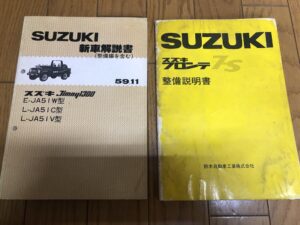 SUZUKI
新車解説書
(整備編を含む)
59.11
スズキ Jimny1300
E-JA51W型
L-JA51C型
L-JA51V型
SUZUKI
スズキ
フロンテ 7-S
整備説明書
鈴木自動車工業株式会社